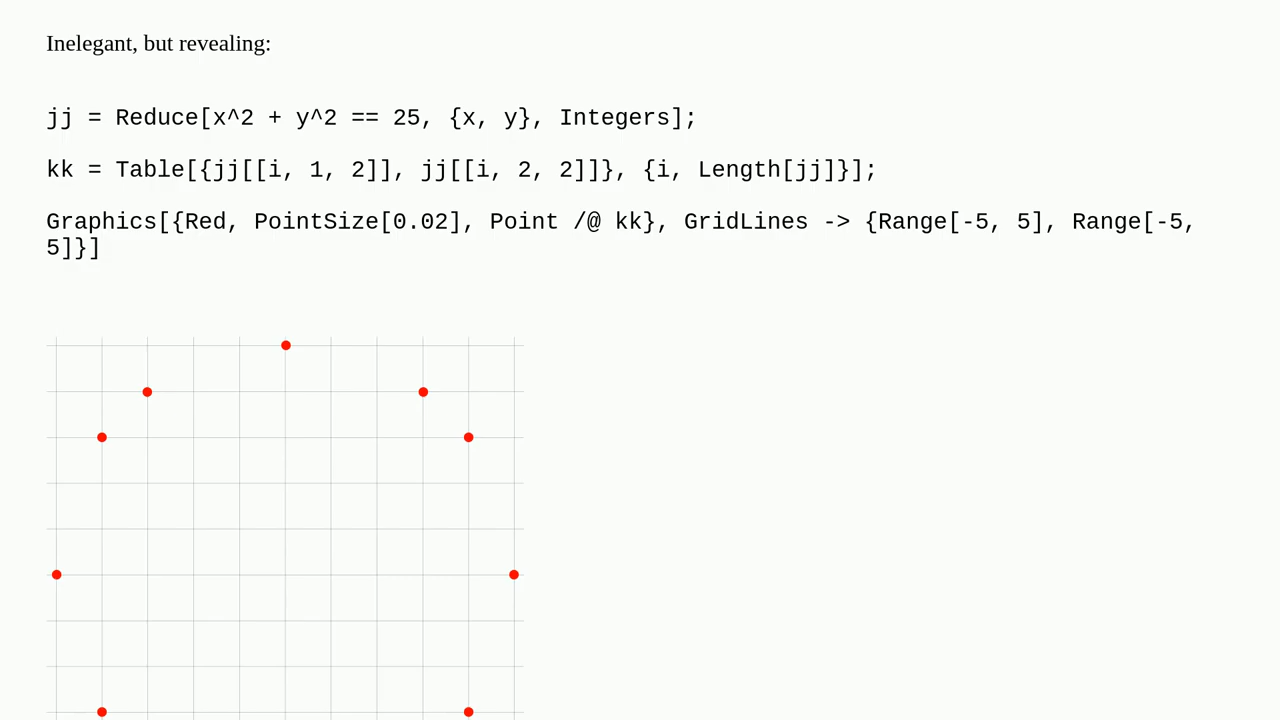 Inelegant, but revealing:
jj = Reduce[x^2 + y^2 == 25, {x, y}, Integers];
kk = Table[{jj[[i, 1, 2]], jj[[i, 2, 2]]}, {i, Length[jj]}];
Graphics[{Red, PointSize[0.02], Point /@ kk}, GridLines -> {Range[-5, 5], Range[-5,
5]}]